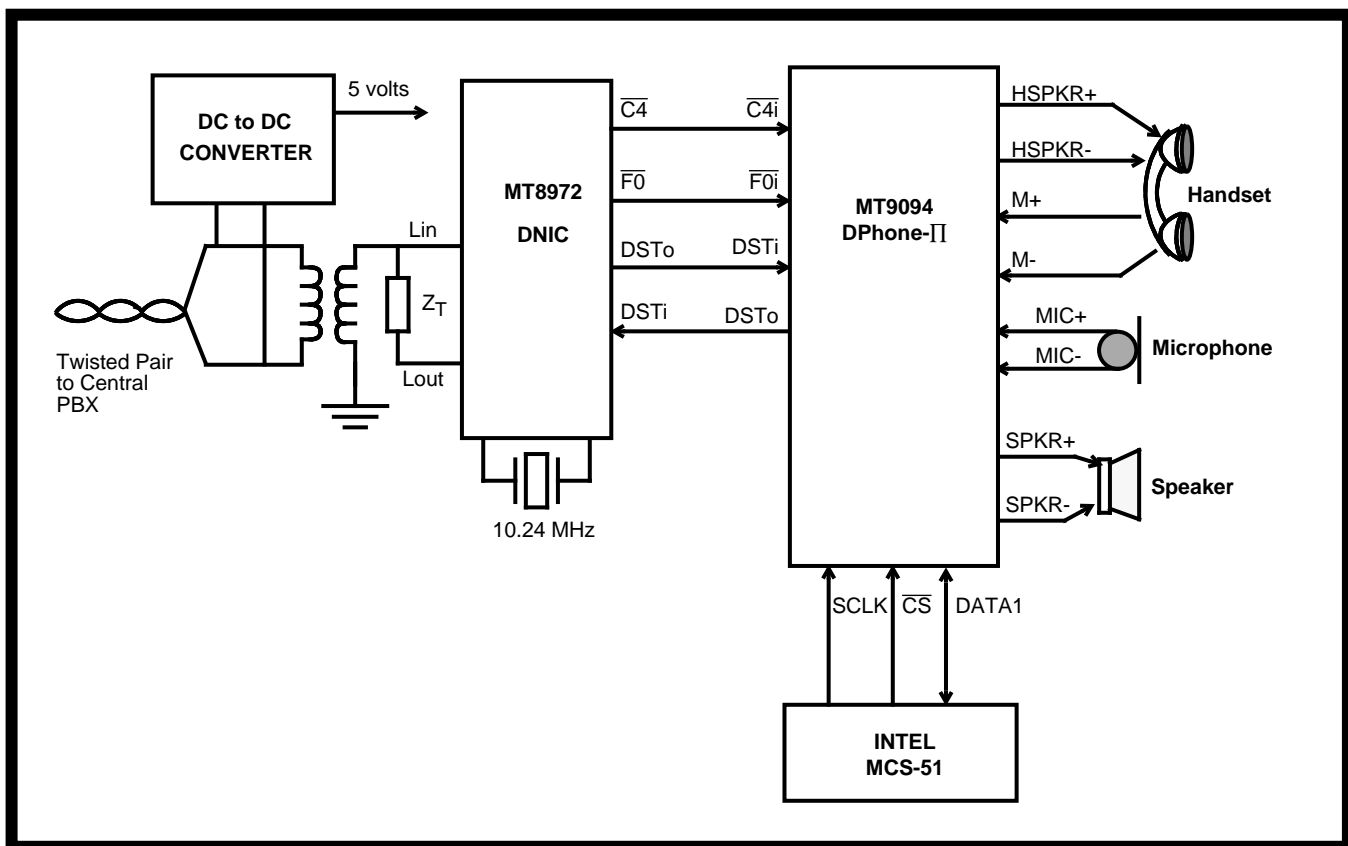 DC to DC
CONVERTER
5 volts
Twisted Pair
to Central
PBX
Lin
ZT
Lout
MT8972
DNIC
10.24 MHz
C4
C4i
F0
F0i
DSTo
DSTi
DSTi
DSTo
MT9094
DPhone-II
HSPKR+
HSPKR-
M+
M-
Handset
MIC+
MIC-
Microphone
SPKR+
SPKR-
Speaker
SCLK
CS
DATA1
INTEL
MCS-51